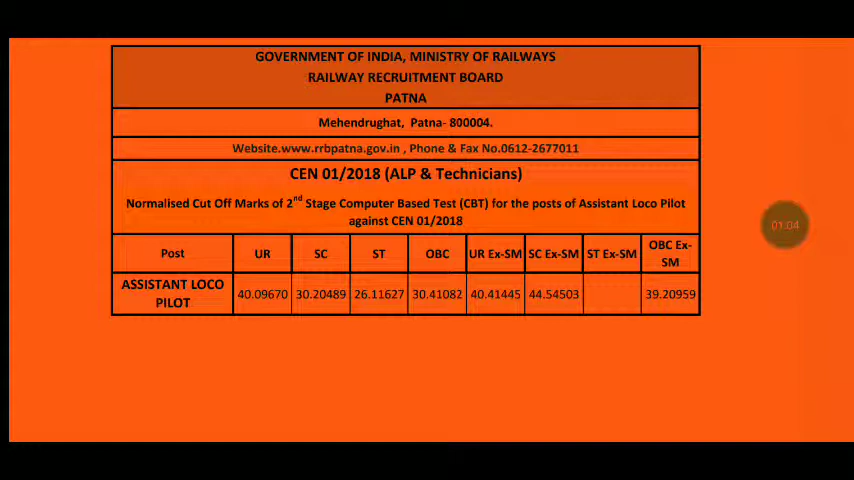 GOVERNMENT OF INDIA, MINISTRY OF RAILWAYS
RAILWAY RECRUITMENT BOARD
PATNA
Mehendrughat, Patna- 800004.
Website.www.rrbpatna.gov.in , Phone & Fax No.0612-2677011
CEN 01/2018 (ALP & Technicians)
Normalised Cut Off Marks of 2nd Stage Computer Based Test (CBT) for the posts of Assistant Loco Pilot
against CEN 01/2018
Post UR SC ST OBC UR Ex-SM SC Ex-SM ST Ex-SM OBC Ex-
SM
ASSISTANT LOCO
PILOT 40.09670 30.20489 26.11627 30.41082 40.41445 44.54503 39.20959
01:04